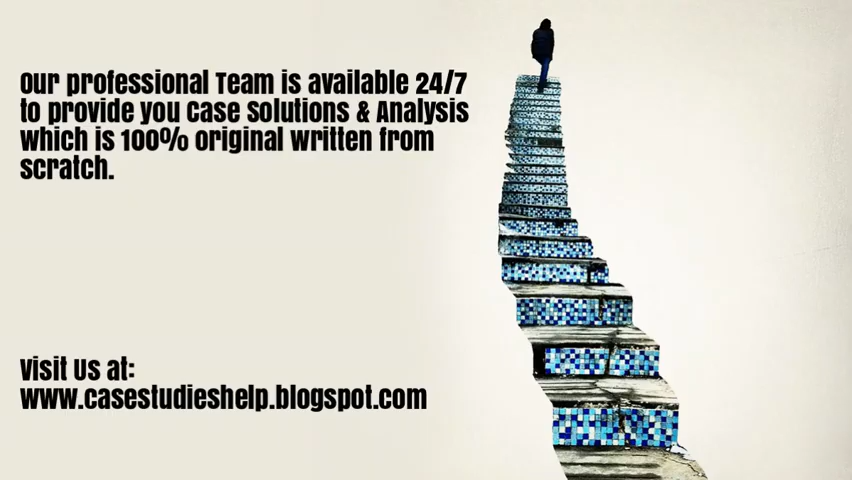 Our professional Team is available 24/7
to provide you Case Solutions & Analysis
which is 100% original written from
scratch.
Visit Us at:
www.casestudieshelp.blogspot.com